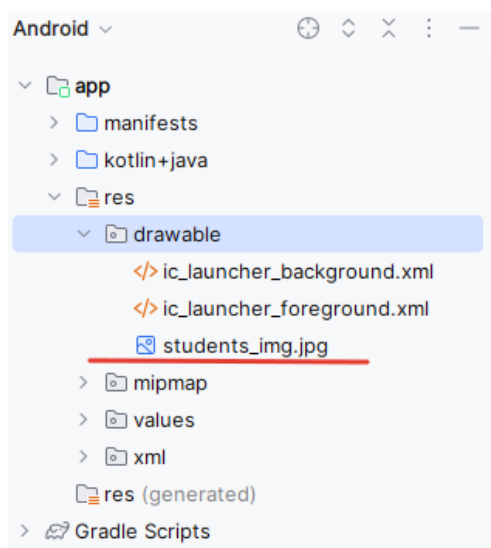 Android
app
manifests
kotlin+java
res
drawable
ic_launcher_background.xml
ic_launcher_foreground.xml
students_img.jpg
mipmap
values
xml
res (generated)
Gradle Scripts